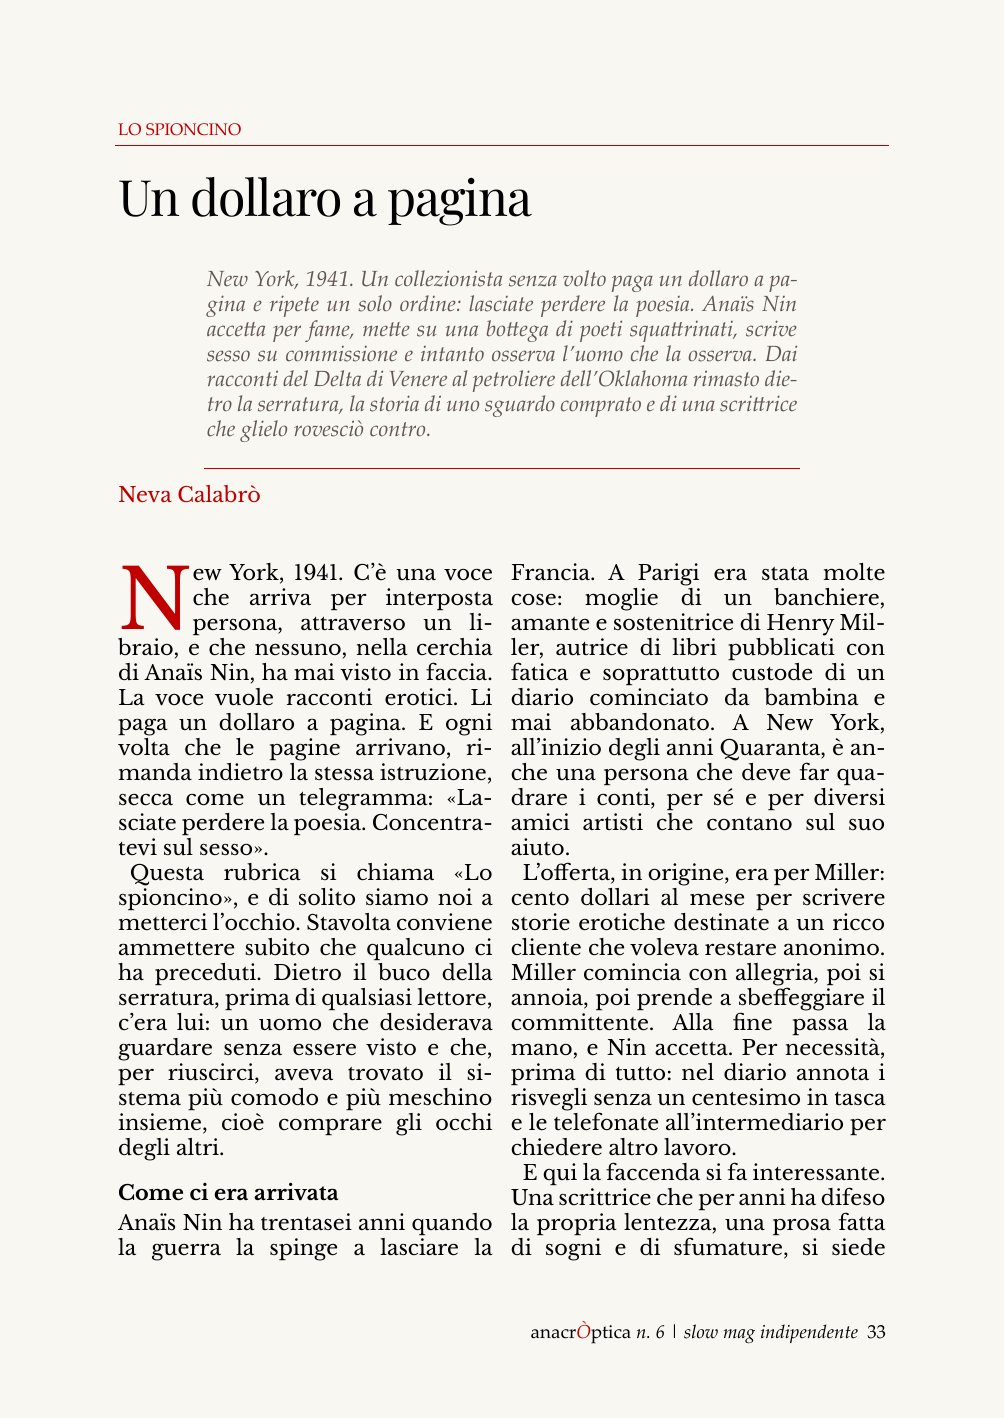 LO SPIONCINO
Un dollaro a pagina
New York, 1941. Un collezionista senza volto paga un dollaro a pa-
gina e ripete un solo ordine: lasciate perdere la poesia. Anaïs Nin
accetta per fame, mette su una bottega di poeti squattrinati, scrive
sesso su commissione e intanto osserva l'uomo che la osserva. Dai
racconti del Delta di Venere al petroliere dell'Oklahoma rimasto die-
tro la serratura, la storia di uno sguardo comprato e di una scrittrice
che glielo rovesciò contro.
Neva Calabrò
New York, 1941. C'è una voce
che arriva per interposta
persona, attraverso un li-
braio, e che nessuno, nella cerchia
di Anaïs Nin, ha mai visto in faccia.
La voce vuole racconti erotici. Li
paga un dollaro a pagina. E ogni
volta che le pagine arrivano, ri-
manda indietro la stessa istruzione,
secca come un telegramma: «La-
sciate perdere la poesia. Concentra-
tevi sul sesso».
Questa rubrica si chiama «Lo
spioncino», e di solito siamo noi a
metterci l'occhio. Stavolta conviene
ammettere subito che qualcuno ci
ha preceduti. Dietro il buco della
serratura, prima di qualsiasi lettore,
c'era lui: un uomo che desiderava
guardare senza essere visto e che,
per riuscirci, aveva trovato il si-
stema più comodo e più meschino
insieme, cioè comprare gli occhi
degli altri.
Come ci era arrivata
Anaïs Nin ha trentasei anni quando
la guerra la spinge a lasciare la
Francia. A Parigi era stata molte
cose: moglie di un banchiere,
amante e sostenitrice di Henry Mil-
ler, autrice di libri pubblicati con
fatica e soprattutto custode di un
diario cominciato da bambina e
mai abbandonato. A New York,
all'inizio degli anni Quaranta, è an-
che una persona che deve far qua-
drare i conti, per sé e per diversi
amici artisti che contano sul suo
aiuto.
L'offerta, in origine, era per Miller:
cento dollari al mese per scrivere
storie erotiche destinate a un ricco
cliente che voleva restare anonimo.
Miller comincia con allegria, poi si
annoia, poi prende a sbeffeggiare il
committente. Alla fine passa la
mano, e Nin accetta. Per necessità,
prima di tutto: nel diario annota i
risvegli senza un centesimo in tasca
e le telefonate all'intermediario per
chiedere altro lavoro.
E qui la faccenda si fa interessante.
Una scrittrice che per anni ha difeso
la propria lentezza, una prosa fatta
di sogni e di sfumature, si siede
anacrÒptica n. 6 | slow mag indipendente 33